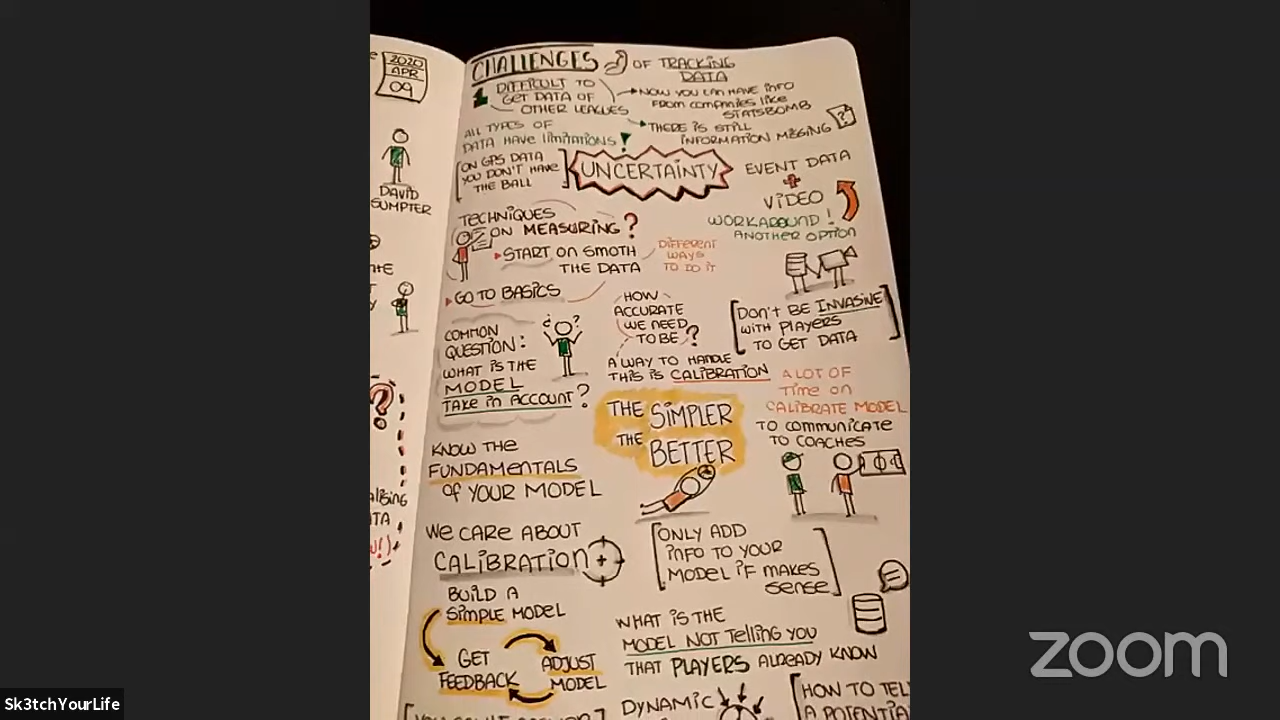 2020
APR
09
DAVID
SUMPTER
CHALLENGES
OF TRACKING
DATA
1 DIFFICULT TO
GET DATA OF
OTHER LEAGUES
NOW YOU CAN HAVE INFO
FROM COMPANIES LIKE
STATSBOMB
THERE IS STILL
INFORMATION MISSING
?
ALL TYPES OF
DATA HAVE limiTATIONS!
[ON GPS DATA
YOU DON'T HAVE
THE BALL]
UNCERTAINTY
EVENT DATA
+
VIDEO
WORKAROUND!
ANOTHER OPTION
TECHNIQUES
ON MEASURING?
START ON SMOTH
THE DATA
DIFFERENT
WAYS
TO DO IT
GO TO BASICS
HOW
ACCURATE
WE NEED
TO BE?
A WAY TO HANDLE
THIS IS CALIBRATION
[DON'T BE INVASIVE
WITH PLAYERS
TO GET DATA]
COMMON
QUESTION:
WHAT IS THE
MODEL
TAKE IN ACCOUNT?
¿ ?
THE SIMPLER
THE BETTER
A LOT OF
TIME ON
CALIBRATE MODEL
TO COMMUNICATE
TO COACHES
KNOW THE
FUNDAMENTALS
OF YOUR MODEL
WE CARE ABOUT
CALIBRATION
[ONLY ADD
INFO TO YOUR
MODEL IF MAKES
SENSE]
BUILD A
SIMPLE MODEL
GET
FEEDBACK
ADJUST
MODEL
WHAT IS THE
MODEL NOT TELLING YOU
THAT PLAYERS ALREADY KNOW
DYNAMIC
[HOW TO TELL
A POTENTIAL
Sk3tchYourLife
zoom